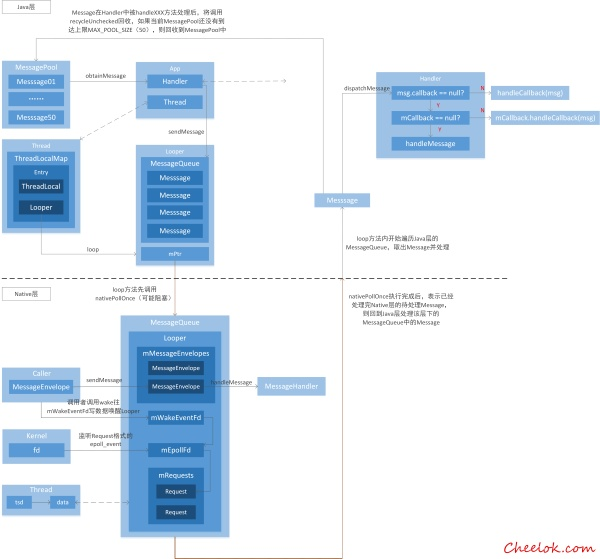 Java层
Message在Handler中被handleXXX方法处理后，将调用
recycleUnchecked回收，如果当前MessagePool还没有到
达上限MAX_POOL_SIZE（50），则回收到MessagePool中
MessagePool
Messsage01
······
Messsage50
obtainMessage
App
Handler
Thread
sendMessage
dispatchMessage
Handler
msg.callback == null?
N
handleCallback(msg)
Y
mCallback == null?
N
mCallback.handleCallback(msg)
Y
handleMessage
Thread
ThreadLocalMap
Entry
ThreadLocal
Looper
Looper
MessageQueue
Messsage
Messsage
Messsage
Messsage
mPtr
loop
Messsage
loop方法内开始遍历Java层的
MessageQueue，取出Message并处理
Native层
loop方法先调用
nativePollOnce（可能阻塞）
nativePollOnce执行完成后，表示已经
处理完Native层的待处理Message，
到回到Java层处理该层下的
MessageQueue中的Message
MessageQueue
Looper
mMessageEnvelopes
MessageEnvelope
MessageEnvelope
Caller
MessageEnvelope
sendMessage
handleMessage
MessageHandler
调用者调用wake往
mWakeEventFd写数据唤醒Looper
mWakeEventFd
Kernel
fd
监听Request格式的
epoll_event
mEpollFd
mRequests
Request
Request
Thread
tsd
data
Cheelok.com